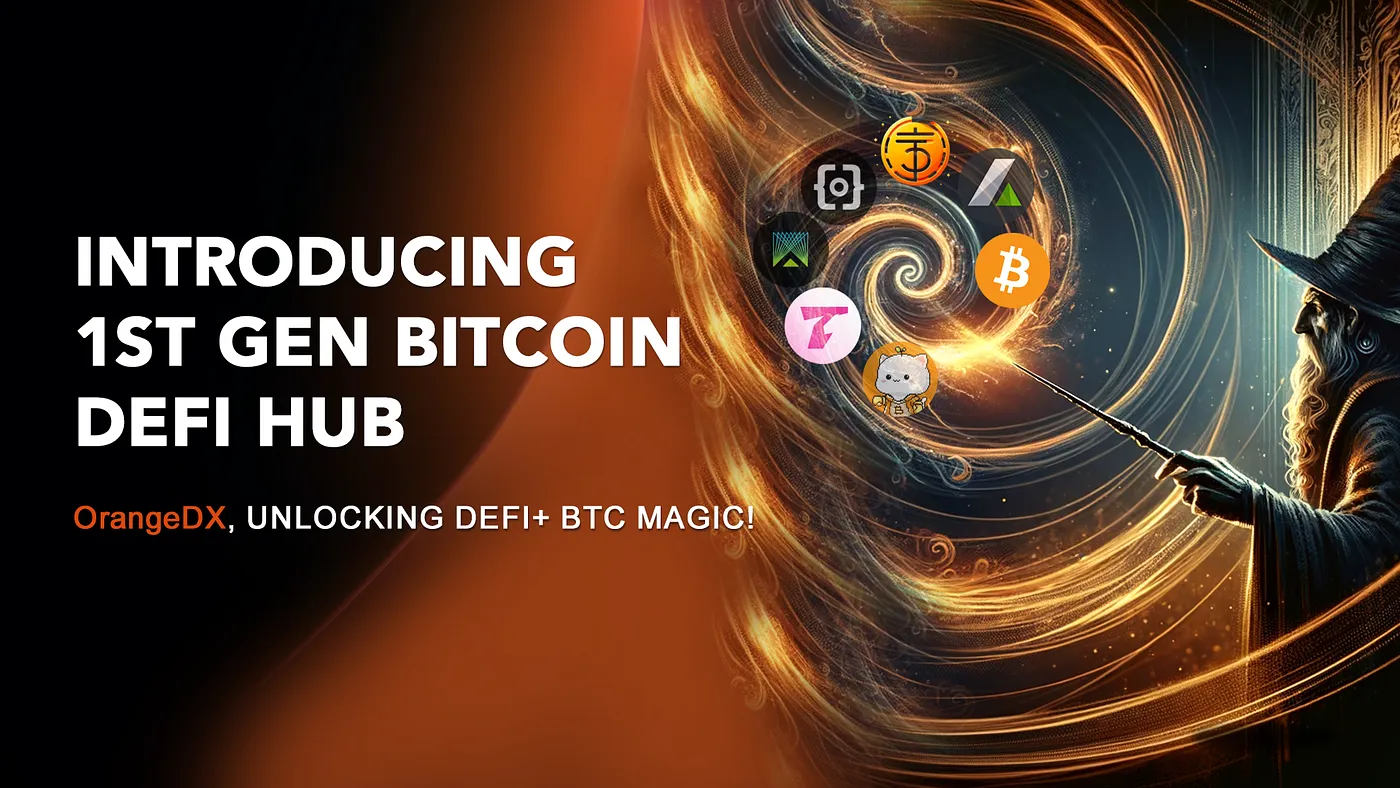 INTRODUCING
1ST GEN BITCOIN
DEFI HUB
OrangeDX, UNLOCKING DEFI+ BTC MAGIC!